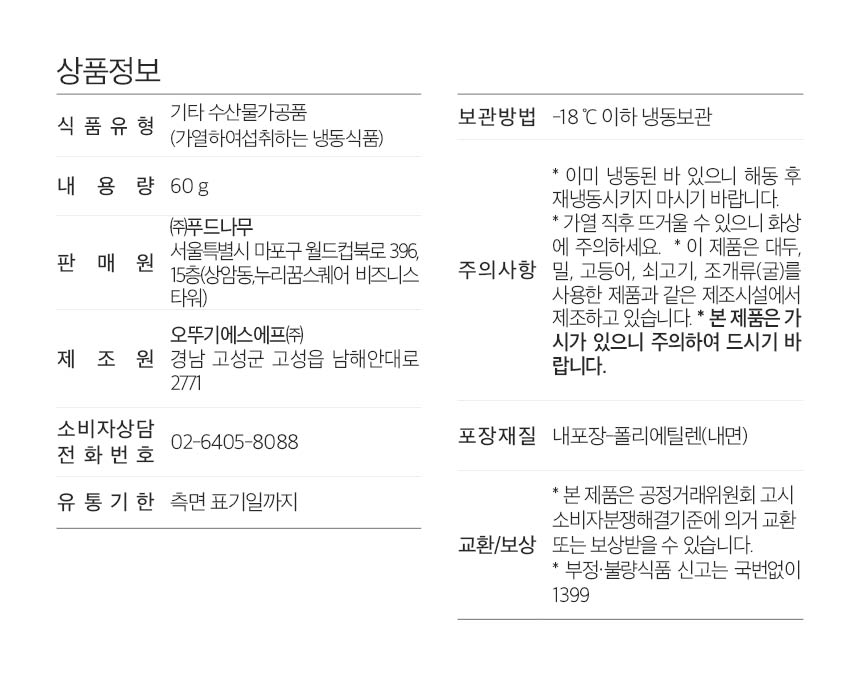 상품정보
식품유형 기타 수산물가공품
(가열하여섭취하는 냉동식품)
내용량 60 g
판매원 ㈜푸드나무
서울특별시 마포구 월드컵북로 396,
15층(상암동,누리꿈스퀘어 비즈니스
타워)
제조원 오뚜기에스에프㈜
경남 고성군 고성읍 남해안대로
2771
소비자상담
전화번호 02-6405-8088
유통기한 측면 표기일까지
보관방법 -18 ℃ 이하 냉동보관
주의사항 * 이미 냉동된 바 있으니 해동 후
재냉동시키지 마시기 바랍니다.
* 가열 직후 뜨거울 수 있으니 화상
에 주의하세요. * 이 제품은 대두,
밀, 고등어, 쇠고기, 조개류(굴)를
사용한 제품과 같은 제조시설에서
제조하고 있습니다. * 본 제품은 가
시가 있으니 주의하여 드시기 바
랍니다.
포장재질 내포장-폴리에틸렌(내면)
교환/보상 * 본 제품은 공정거래위원회 고시
소비자분쟁해결기준에 의거 교환
또는 보상받을 수 있습니다.
* 부정·불량식품 신고는 국번없이
1399